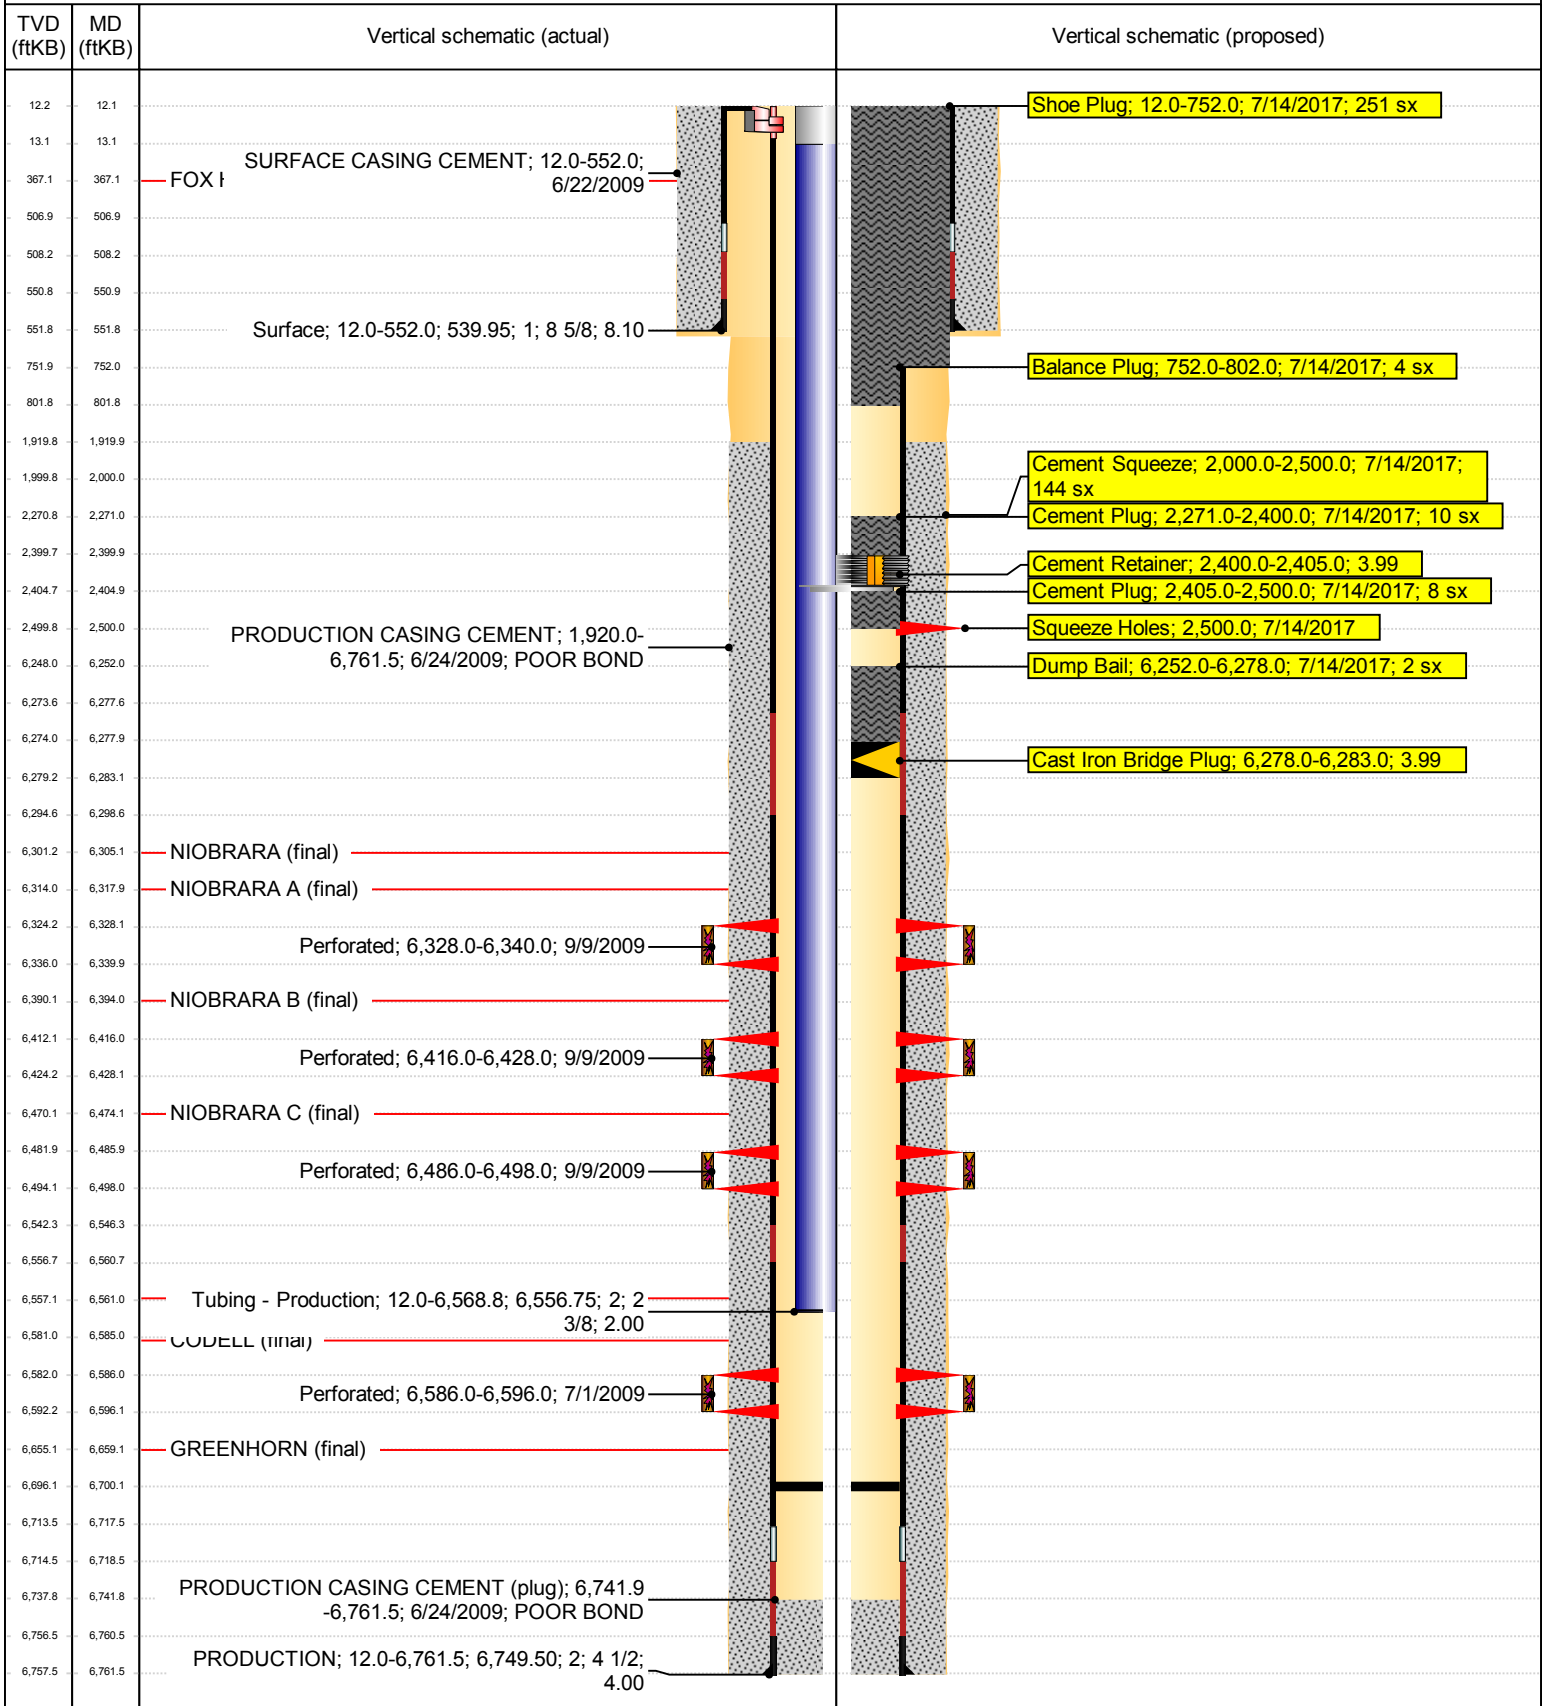 TVD (ftKB)
MD (ftKB)
Vertical schematic (actual)
Vertical schematic (proposed)
12.2 12.1
13.1 13.1
367.1 367.1
506.9 506.9
508.2 508.2
550.8 550.9
551.8 551.8
751.9 752.0
801.8 801.8
1,919.8 1,919.9
1,999.8 2,000.0
2,270.8 2,271.0
2,399.7 2,399.9
2,404.7 2,404.9
2,499.8 2,500.0
6,248.0 6,252.0
6,273.6 6,277.6
6,274.0 6,277.9
6,279.2 6,283.1
6,294.6 6,298.6
6,301.2 6,305.1
6,314.0 6,317.9
6,324.2 6,328.1
6,336.0 6,339.9
6,390.1 6,394.0
6,412.1 6,416.0
6,424.2 6,428.1
6,470.1 6,474.1
6,481.9 6,485.9
6,494.1 6,498.0
6,542.3 6,546.3
6,556.7 6,560.7
6,557.1 6,561.0
6,581.0 6,585.0
6,582.0 6,586.0
6,592.2 6,596.1
6,655.1 6,659.1
6,696.1 6,700.1
6,713.5 6,717.5
6,714.5 6,718.5
6,737.8 6,741.8
6,756.5 6,760.5
6,757.5 6,761.5
SURFACE CASING CEMENT; 12.0-552.0;
6/22/2009
FOX
Surface; 12.0-552.0; 539.95; 1; 8 5/8; 8.10
PRODUCTION CASING CEMENT; 1,920.0-
6,761.5; 6/24/2009; POOR BOND
NIOBRARA (final)
NIOBRARA A (final)
Perforated; 6,328.0-6,340.0; 9/9/2009
NIOBRARA B (final)
Perforated; 6,416.0-6,428.0; 9/9/2009
NIOBRARA C (final)
Perforated; 6,486.0-6,498.0; 9/9/2009
Tubing - Production; 12.0-6,568.8; 6,556.75; 2; 2
3/8; 2.00
CODELL (final)
Perforated; 6,586.0-6,596.0; 7/1/2009
GREENHORN (final)
PRODUCTION CASING CEMENT (plug); 6,741.9
-6,761.5; 6/24/2009; POOR BOND
PRODUCTION; 12.0-6,761.5; 6,749.50; 2; 4 1/2;
4.00
Shoe Plug; 12.0-752.0; 7/14/2017; 251 sx
Balance Plug; 752.0-802.0; 7/14/2017; 4 sx
Cement Squeeze; 2,000.0-2,500.0; 7/14/2017;
144 sx
Cement Plug; 2,271.0-2,400.0; 7/14/2017; 10 sx
Cement Retainer; 2,400.0-2,405.0; 3.99
Cement Plug; 2,405.0-2,500.0; 7/14/2017; 8 sx
Squeeze Holes; 2,500.0; 7/14/2017
Dump Bail; 6,252.0-6,278.0; 7/14/2017; 2 sx
Cast Iron Bridge Plug; 6,278.0-6,283.0; 3.99